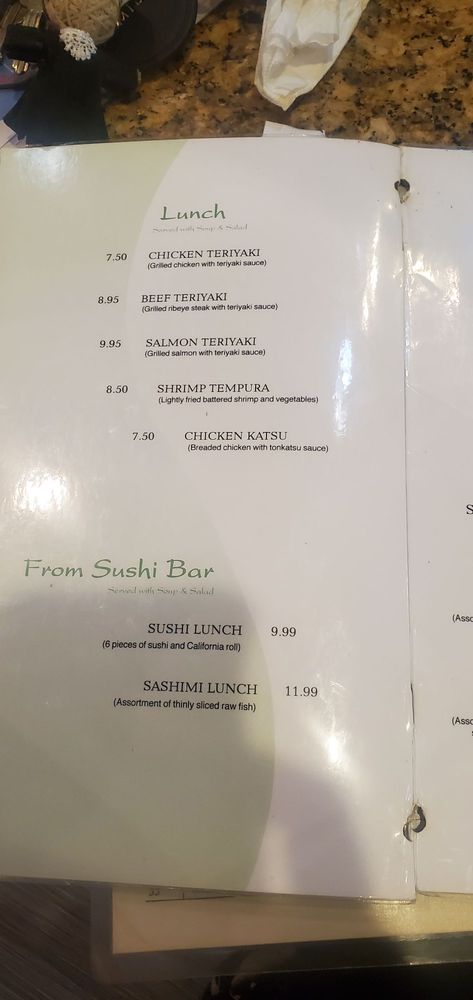 Lunch
Served with Soup & Salad
7.50 CHICKEN TERIYAKI
(Grilled chicken with teriyaki sauce)
8.95 BEEF TERIYAKI
(Grilled ribeye steak with teriyaki sauce)
9.95 SALMON TERIYAKI
(Grilled salmon with teriyaki sauce)
8.50 SHRIMP TEMPURA
(Lightly fried battered shrimp and vegetables)
7.50 CHICKEN KATSU
(Breaded chicken with tonkatsu sauce)
From Sushi Bar
Served with Soup & Salad
SUSHI LUNCH 9.99
(6 pieces of sushi and California roll)
SASHIMI LUNCH 11.99
(Assortment of thinly sliced raw fish)